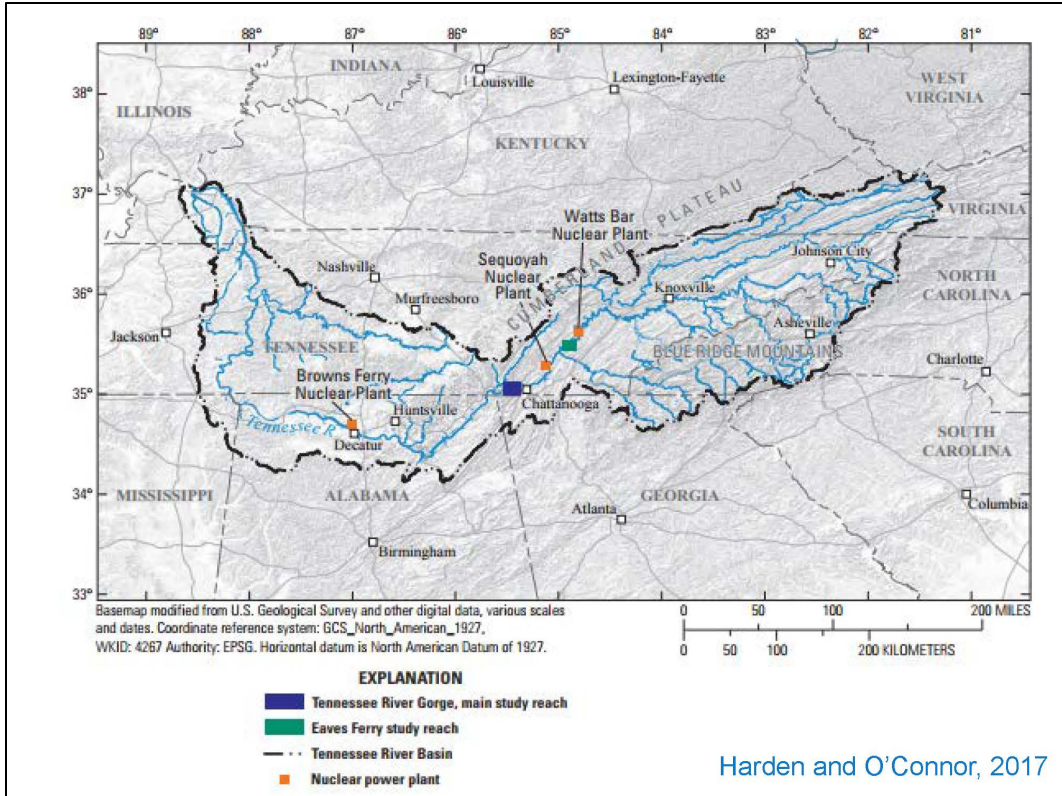 89° 88° 87° 86° 85° 84° 83° 82° 81°
INDIANA
Louisville
Lexington-Fayette
WEST
VIRGINIA
38°
ILLINOIS
KENTUCKY
37°
CUMBERLAND PLATEAU
VIRGINIA
Watts Bar
Nuclear Plant
Sequoyah
Nuclear
Plant
Johnson City
Nashville
NORTH
CAROLINA
36°
Murfreesboro
Knoxville
Jackson
Asheville
TENNESSEE
BLUE RIDGE MOUNTAINS
Charlotte
Browns Ferry
Nuclear Plant
35°
Chattanooga
Huntsville
Tennessee R
Decatur
SOUTH
CAROLINA
34°
MISSISSIPPI
ALABAMA
GEORGIA
Columbia
Atlanta
Birmingham
33°
Basemap modified from U.S. Geological Survey and other digital data, various scales
and dates. Coordinate reference system: GCS_North_American_1927,
WKID: 4267 Authority: EPSG. Horizontal datum is North American Datum of 1927.
0 50 100 200 MILES
0 50 100 200 KILOMETERS
EXPLANATION
Tennessee River Gorge, main study reach
Eaves Ferry study reach
Tennessee River Basin
Nuclear power plant
Harden and O'Connor, 2017